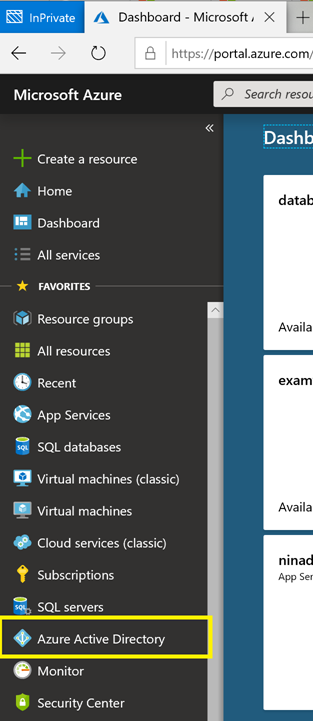 InPrivate
Dashboard - Microsoft A
https://portal.azure.com/
Microsoft Azure
Search resou
Create a resource
Home
Dashboard
All services
FAVORITES
Resource groups
All resources
Recent
App Services
SQL databases
Virtual machines (classic)
Virtual machines
Cloud services (classic)
Subscriptions
SQL servers
Azure Active Directory
Monitor
Security Center
Dashb
datab
Availa
exam
Availa
ninad
App Ser